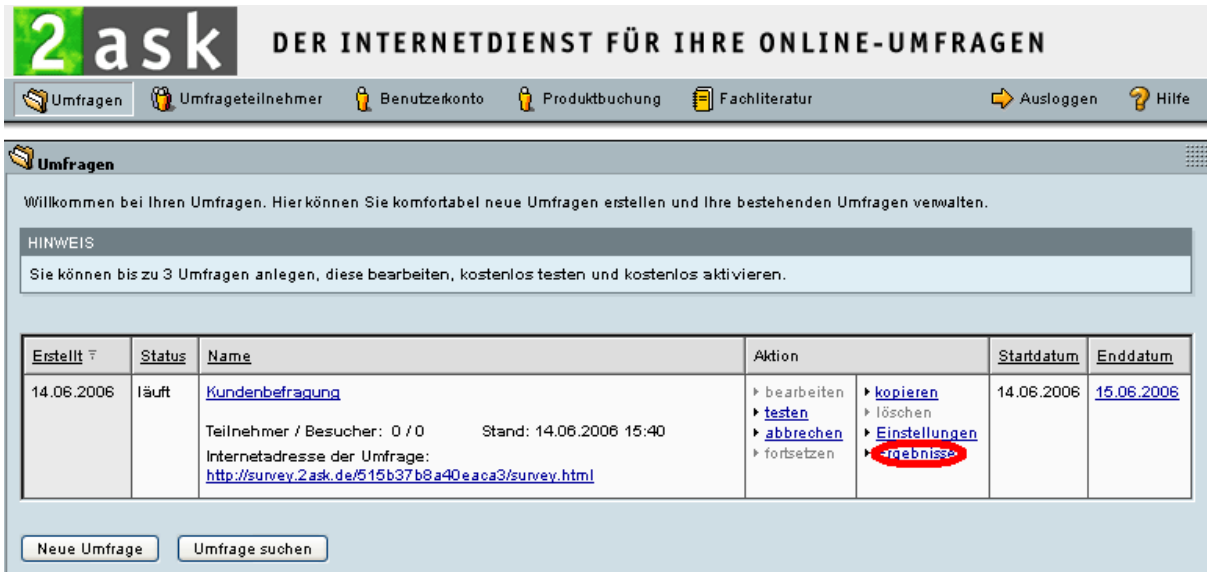 2ask DER INTERNETDIENST FÜR IHRE ONLINE-UMFRAGEN
Umfragen Umfrageteilnehmer Benutzerkonto Produktbuchung Fachliteratur Ausloggen Hilfe
Umfragen
Willkommen bei Ihren Umfragen. Hier können Sie komfortabel neue Umfragen erstellen und Ihre bestehenden Umfragen verwalten.
HINWEIS
Sie können bis zu 3 Umfragen anlegen, diese bearbeiten, kostenlos testen und kostenlos aktivieren.
Erstellt Status Name Aktion Startdatum Enddatum
14.06.2006 läuft Kundenbefragung bearbeiten kopieren 14.06.2006 15.06.2006
testen löschen
Teilnehmer / Besucher: 0 / 0 Stand: 14.06.2006 15:40 abbrechen Einstellungen
Internetadresse der Umfrage: fortsetzen Ergebnisse
http://survey.2ask.de/515b37b8a40eaca3/survey.html
Neue Umfrage Umfrage suchen